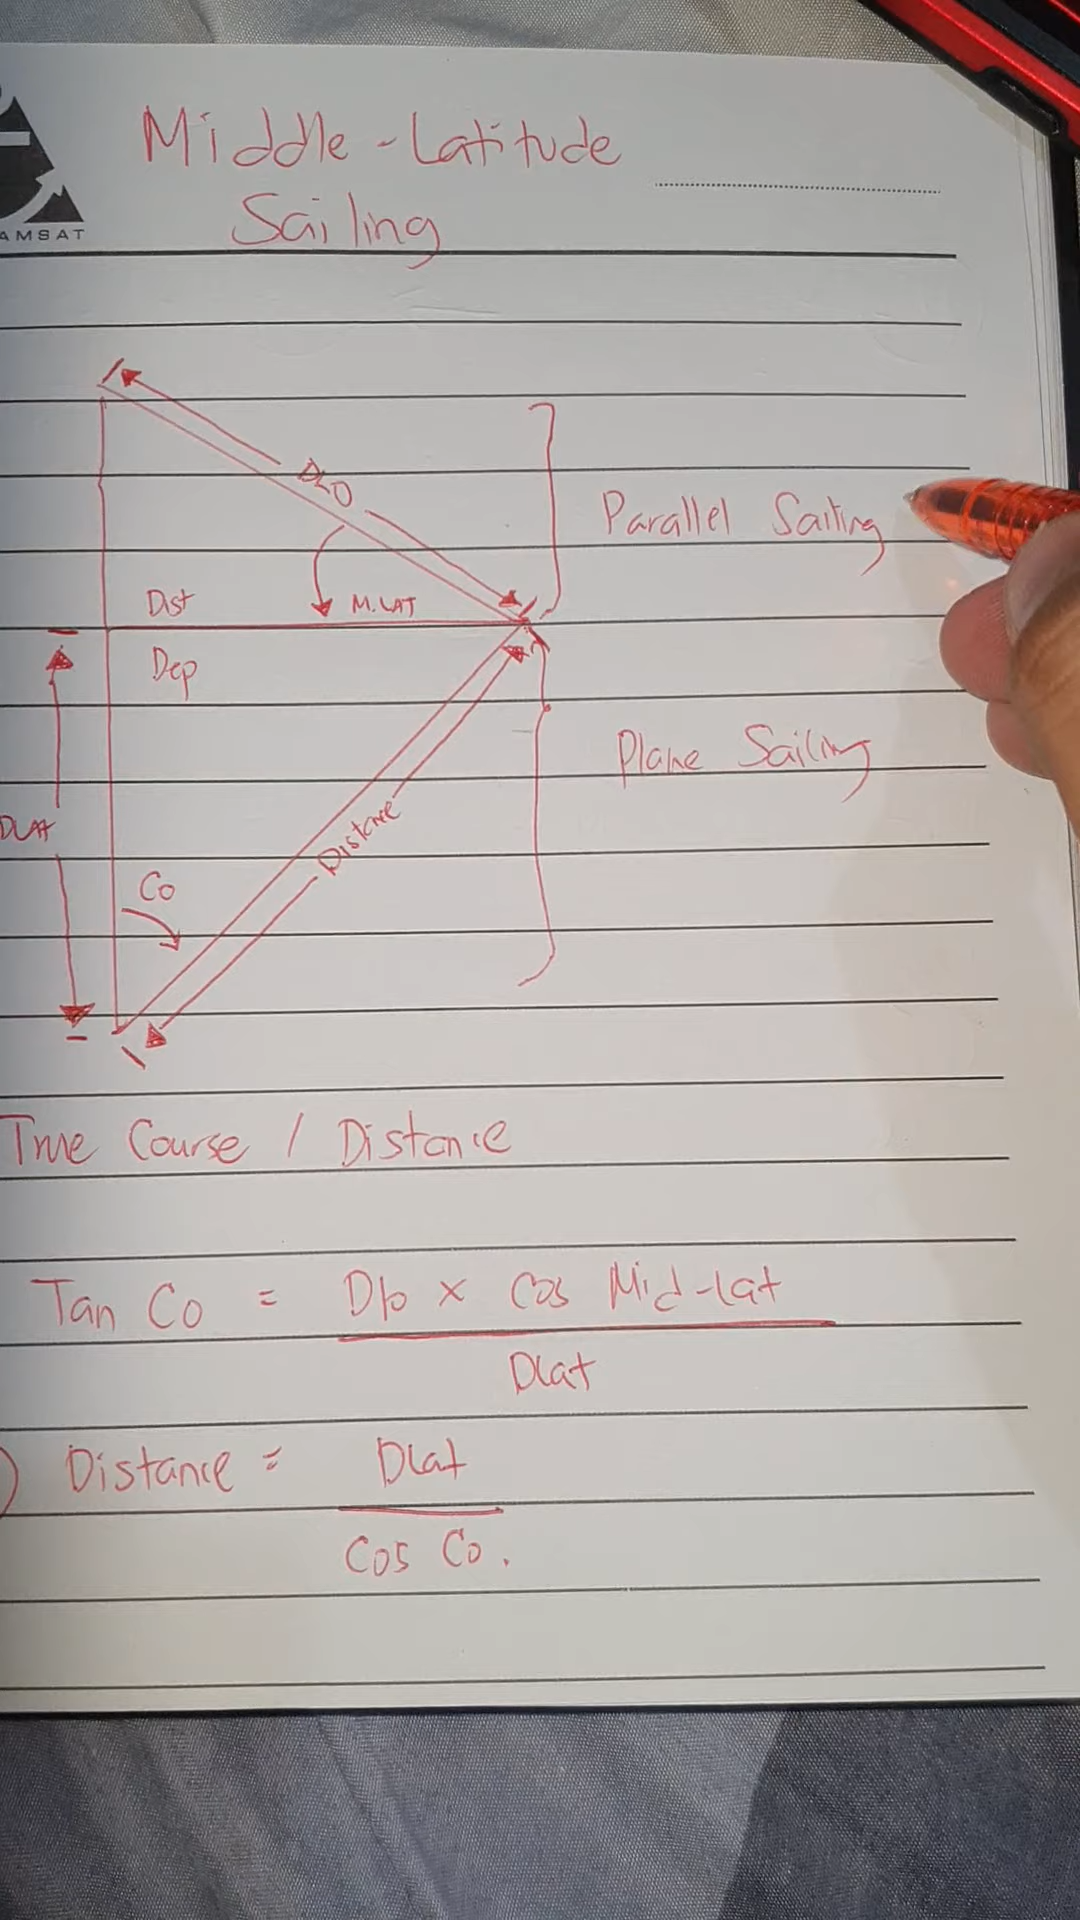 AMSAT
Middle-Latitude
Sailing
DLO
Parallel Sailing
Dist
M.LAT
Dep
Plane Sailing
DLAT
Distance
Co
True Course / Distance
Tan Co = Dlo x Cos Mid-Lat
DLat
) Distance = DLat
Cos Co.